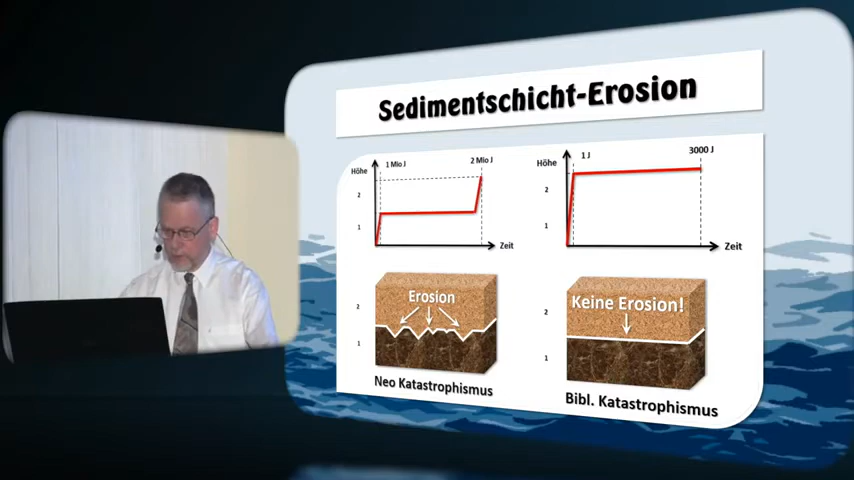 Sedimentschicht-Erosion
Höhe
1 Mio J
2 Mio J
2
1
Zeit
Höhe
1 J
3000 J
2
1
Zeit
Erosion
2
1
Neo Katastrophismus
Keine Erosion!
2
1
Bibl. Katastrophismus